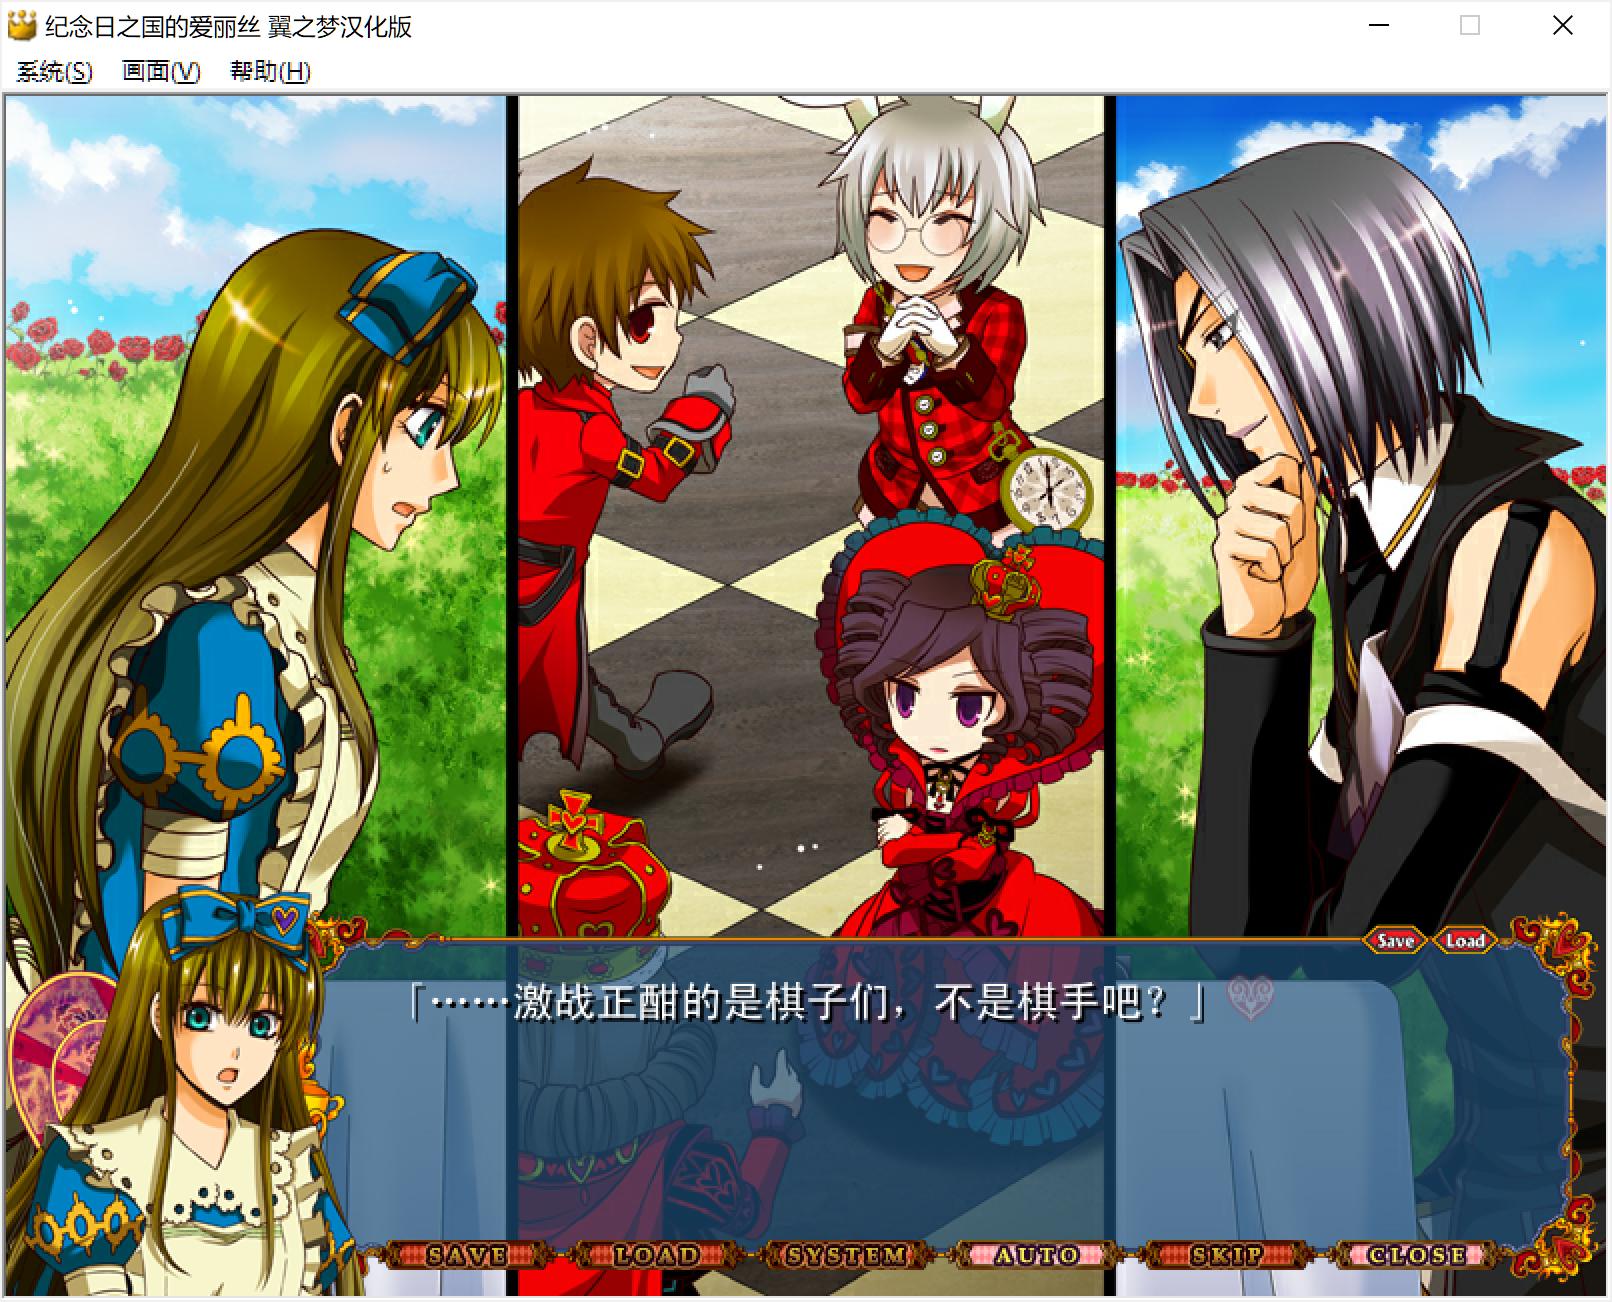 纪念日之国的爱丽丝 翼之梦汉化版
系统(S) 画面(V) 帮助(H)
Save Load
「……激战正酣的是棋子们，不是棋手吧？」
SAVE LOAD SYSTEM AUTO SKIP CLOSE